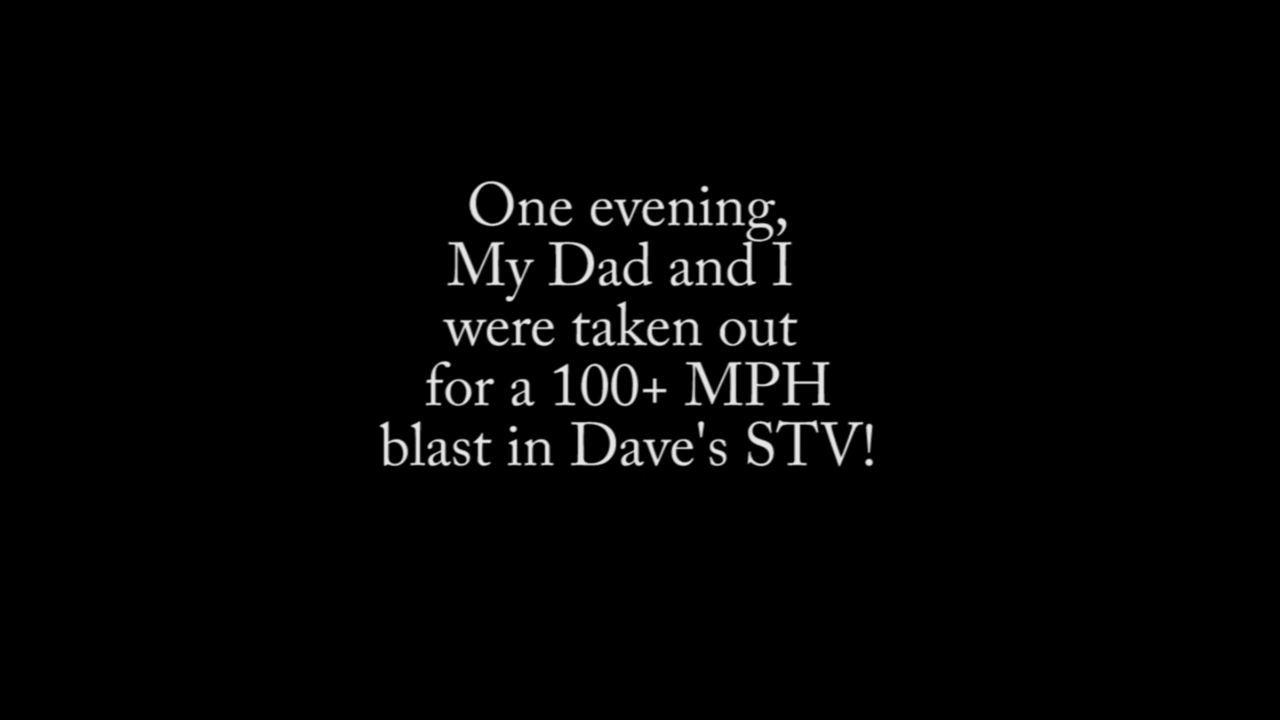 One evening,
My Dad and I
were taken out
for a 100+ MPH
blast in Dave's STV!